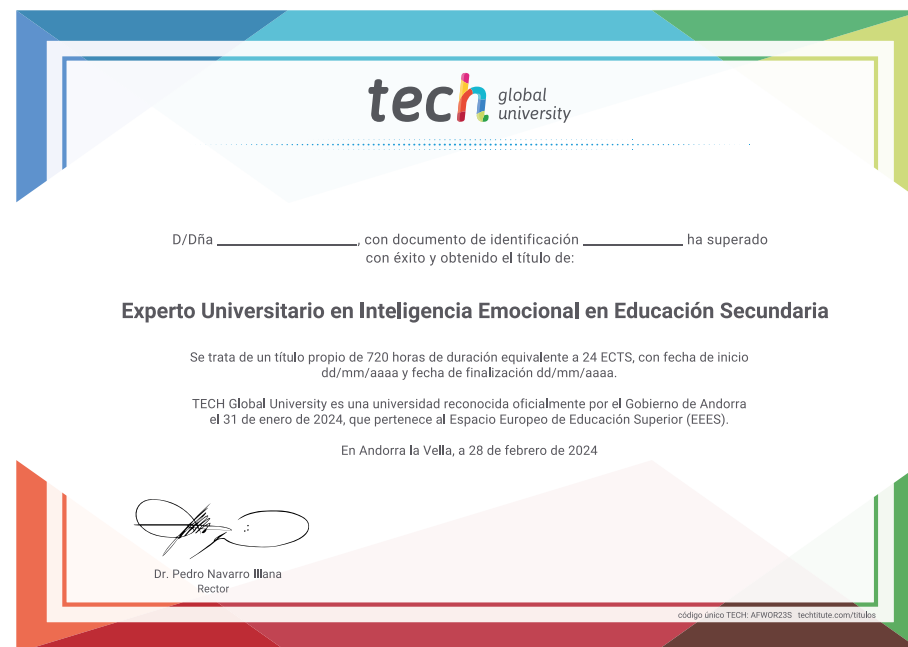 tech global university
D/Dña ________________, con documento de identificación ____________ ha superado
con éxito y obtenido el título de:
Experto Universitario en Inteligencia Emocional en Educación Secundaria
Se trata de un título propio de 720 horas de duración equivalente a 24 ECTS, con fecha de inicio
dd/mm/aaaa y fecha de finalización dd/mm/aaaa.
TECH Global University es una universidad reconocida oficialmente por el Gobierno de Andorra
el 31 de enero de 2024, que pertenece al Espacio Europeo de Educación Superior (EEES).
En Andorra la Vella, a 28 de febrero de 2024
Dr. Pedro Navarro Illana
Rector
código único TECH: AFWOR23S techtitute.com/titulos